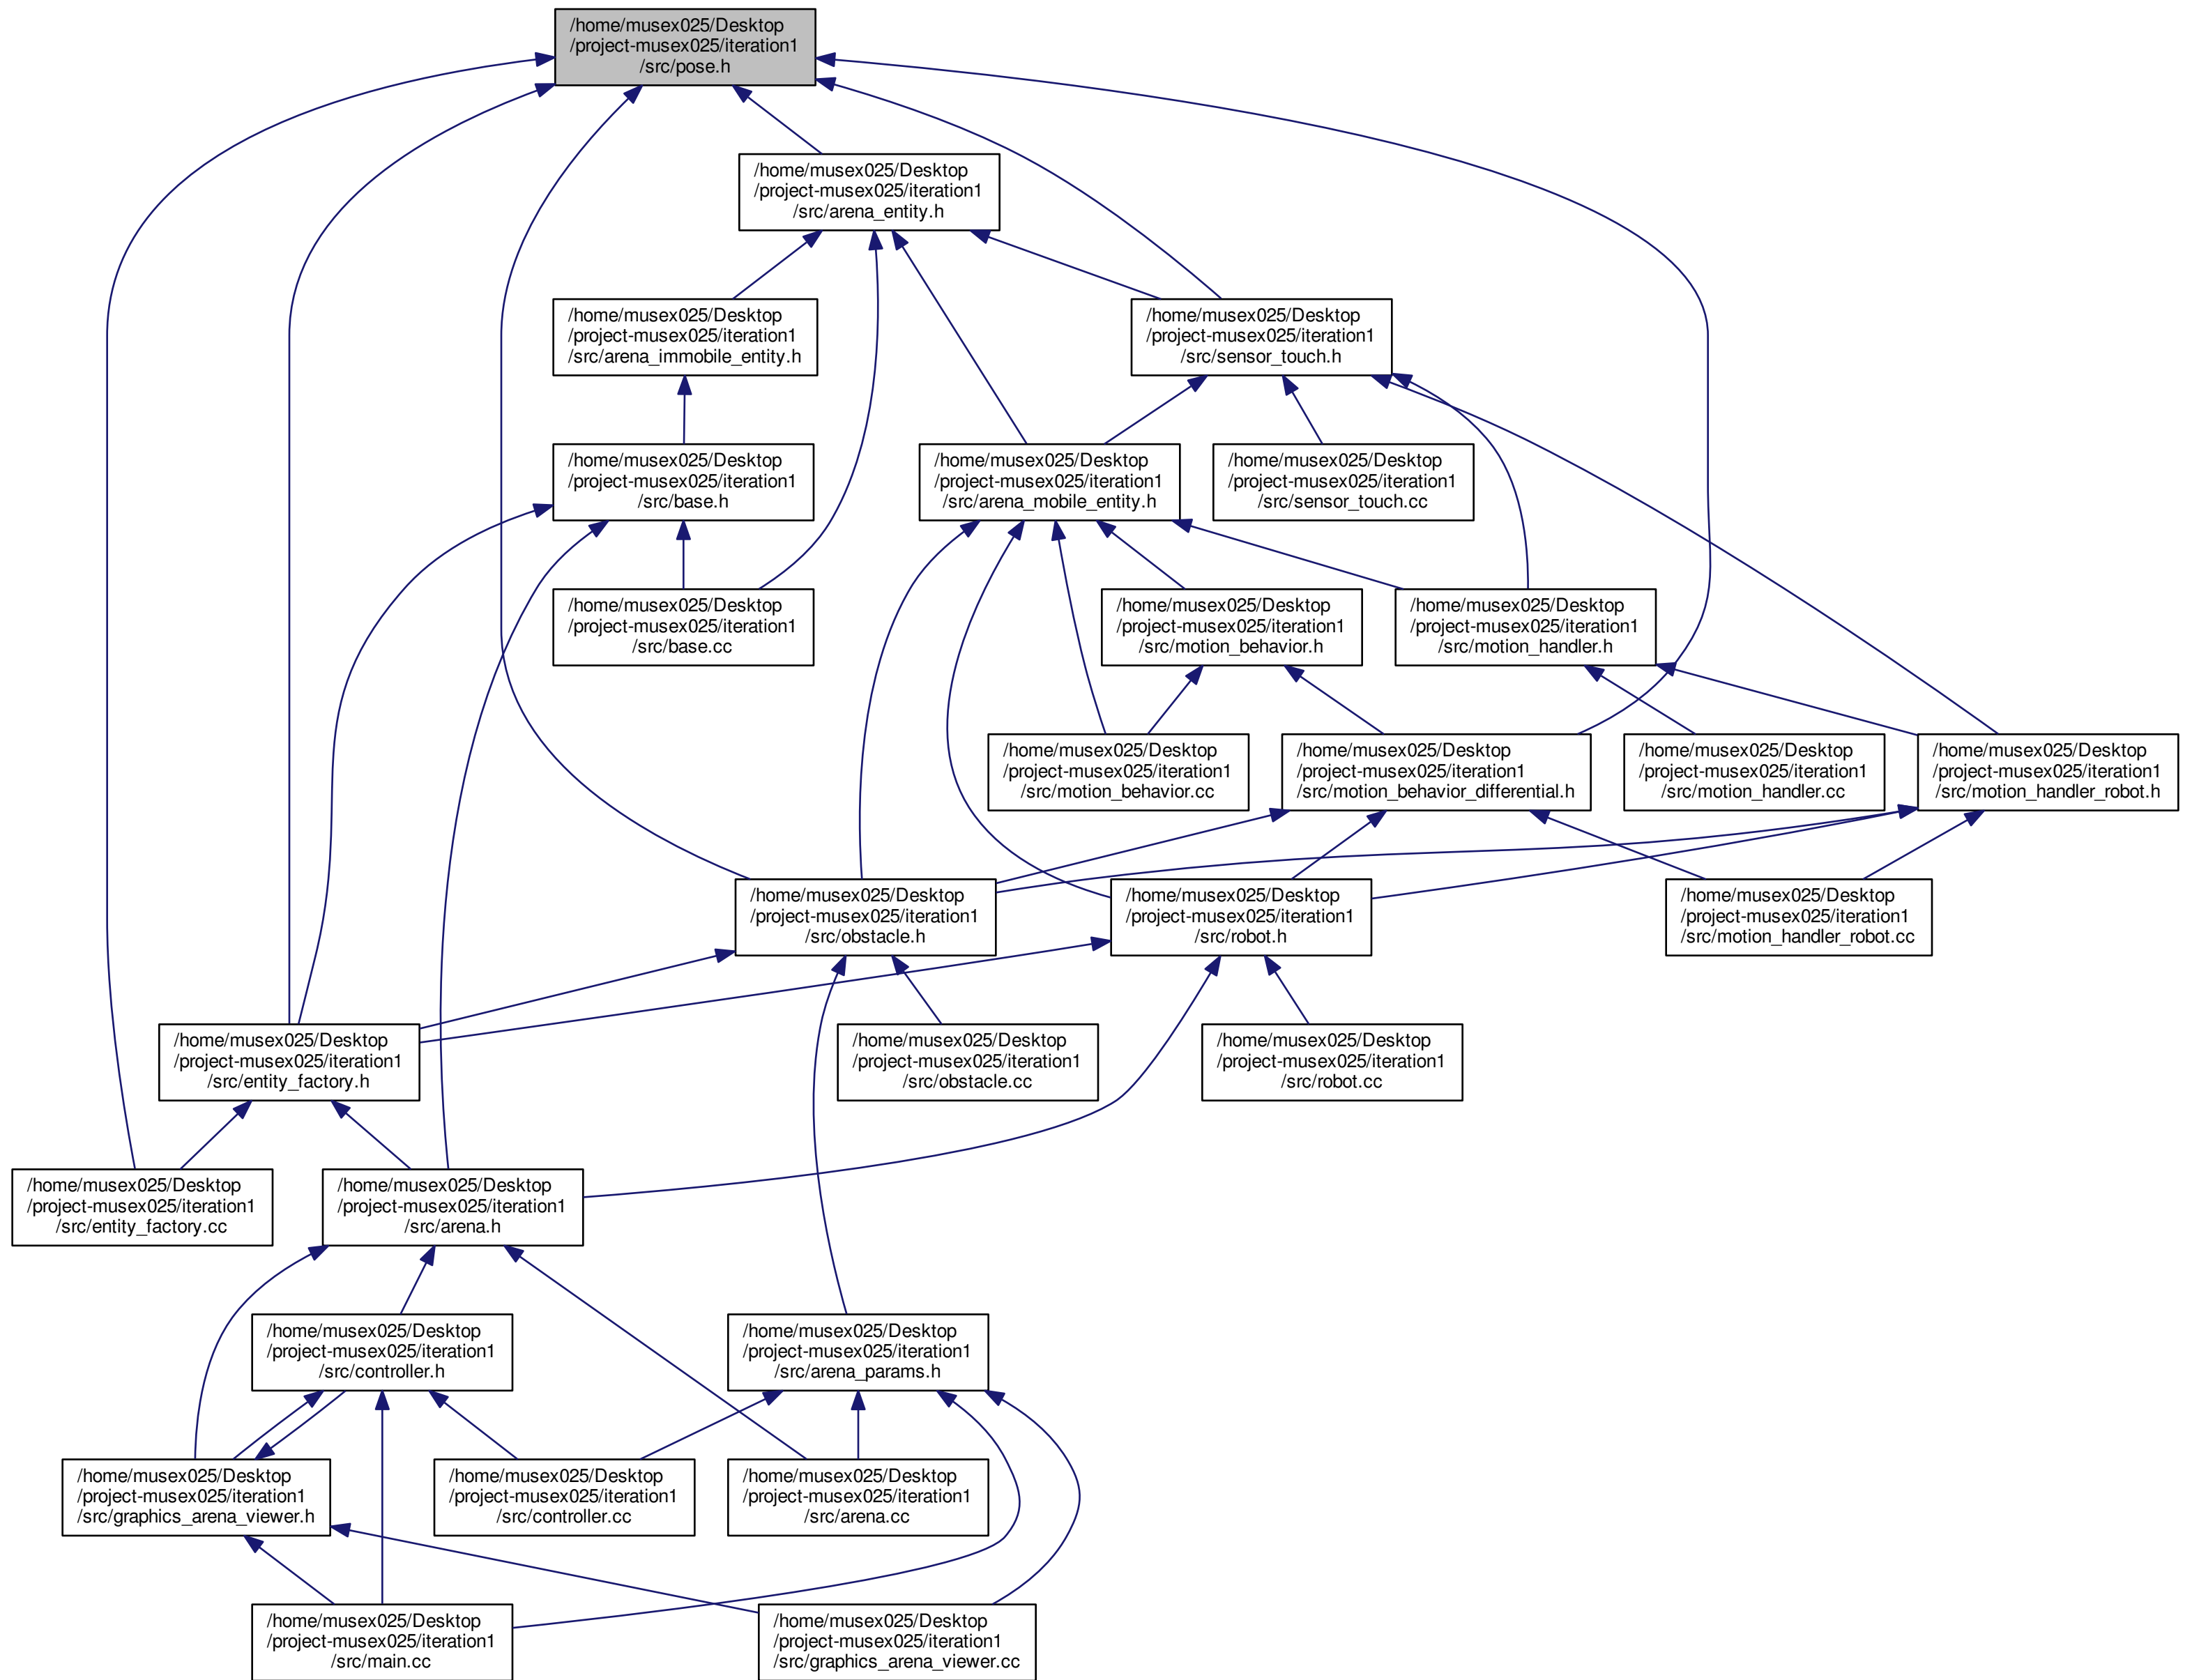 /home/musex025/Desktop
/project-musex025/iteration1
/src/pose.h
/home/musex025/Desktop
/project-musex025/iteration1
/src/arena_entity.h
/home/musex025/Desktop
/project-musex025/iteration1
/src/arena_immobile_entity.h
/home/musex025/Desktop
/project-musex025/iteration1
/src/sensor_touch.h
/home/musex025/Desktop
/project-musex025/iteration1
/src/base.h
/home/musex025/Desktop
/project-musex025/iteration1
/src/arena_mobile_entity.h
/home/musex025/Desktop
/project-musex025/iteration1
/src/sensor_touch.cc
/home/musex025/Desktop
/project-musex025/iteration1
/src/base.cc
/home/musex025/Desktop
/project-musex025/iteration1
/src/motion_behavior.h
/home/musex025/Desktop
/project-musex025/iteration1
/src/motion_handler.h
/home/musex025/Desktop
/project-musex025/iteration1
/src/motion_behavior.cc
/home/musex025/Desktop
/project-musex025/iteration1
/src/motion_behavior_differential.h
/home/musex025/Desktop
/project-musex025/iteration1
/src/motion_handler.cc
/home/musex025/Desktop
/project-musex025/iteration1
/src/motion_handler_robot.h
/home/musex025/Desktop
/project-musex025/iteration1
/src/obstacle.h
/home/musex025/Desktop
/project-musex025/iteration1
/src/robot.h
/home/musex025/Desktop
/project-musex025/iteration1
/src/motion_handler_robot.cc
/home/musex025/Desktop
/project-musex025/iteration1
/src/entity_factory.h
/home/musex025/Desktop
/project-musex025/iteration1
/src/obstacle.cc
/home/musex025/Desktop
/project-musex025/iteration1
/src/robot.cc
/home/musex025/Desktop
/project-musex025/iteration1
/src/entity_factory.cc
/home/musex025/Desktop
/project-musex025/iteration1
/src/arena.h
/home/musex025/Desktop
/project-musex025/iteration1
/src/controller.h
/home/musex025/Desktop
/project-musex025/iteration1
/src/arena_params.h
/home/musex025/Desktop
/project-musex025/iteration1
/src/graphics_arena_viewer.h
/home/musex025/Desktop
/project-musex025/iteration1
/src/controller.cc
/home/musex025/Desktop
/project-musex025/iteration1
/src/arena.cc
/home/musex025/Desktop
/project-musex025/iteration1
/src/main.cc
/home/musex025/Desktop
/project-musex025/iteration1
/src/graphics_arena_viewer.cc